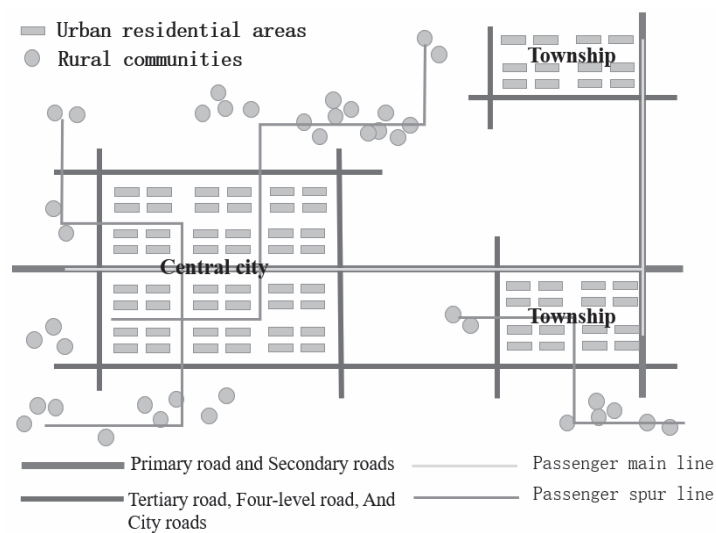 Urban residential areas
Rural communities
Township
Central city
Township
Primary road and Secondary roads
Passenger main line
Tertiary road, Four-level road, And
City roads
Passenger spur line